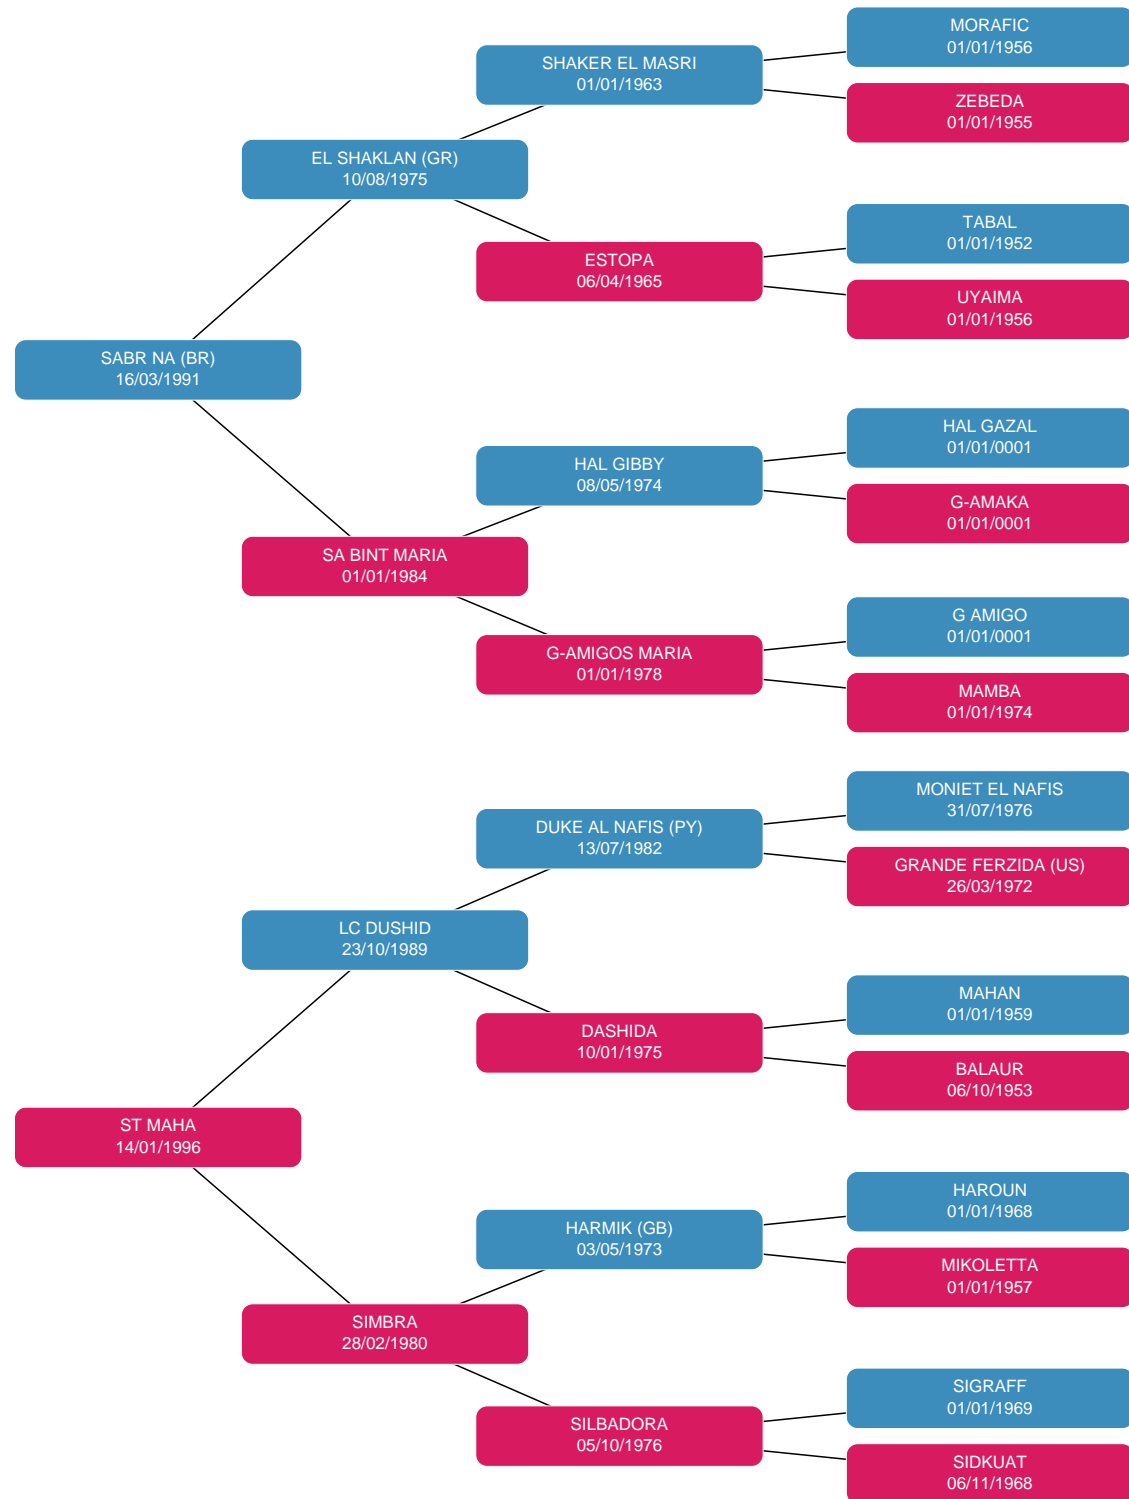 MORAFIC
01/01/1956
SHAKER EL MASRI
01/01/1963
ZEBEDA
01/01/1955
EL SHAKLAN (GR)
10/08/1975
TABAL
01/01/1952
ESTOPA
06/04/1965
UYAIMA
01/01/1956
SABR NA (BR)
16/03/1991
HAL GAZAL
01/01/0001
HAL GIBBY
08/05/1974
G-AMAKA
01/01/0001
SA BINT MARIA
01/01/1984
G AMIGO
01/01/0001
G-AMIGOS MARIA
01/01/1978
MAMBA
01/01/1974
MONIET EL NAFIS
31/07/1976
DUKE AL NAFIS (PY)
13/07/1982
GRANDE FERZIDA (US)
26/03/1972
LC DUSHID
23/10/1989
MAHAN
01/01/1959
DASHIDA
10/01/1975
BALAUR
06/10/1953
ST MAHA
14/01/1996
HAROUN
01/01/1968
HARMIK (GB)
03/05/1973
MIKOLETTA
01/01/1957
SIMBRA
28/02/1980
SIGRAFF
01/01/1969
SILBADORA
05/10/1976
SIDKUAT
06/11/1968